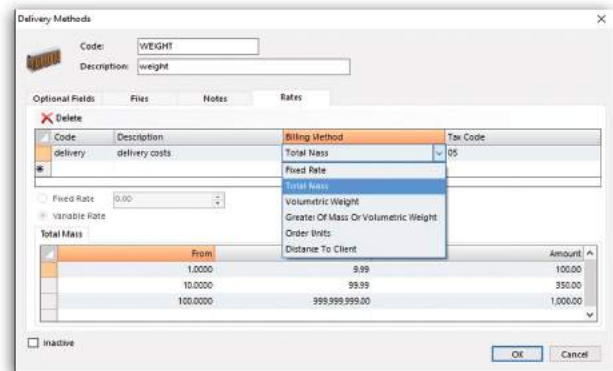 Delivery Methods
Code: WEIGHT
Description: weight
Optional Fields Files Notes Rates
Delete
Code Description Billing Method Tax Code
delivery delivery costs Total Mass 05
Fixed Rate
Total Mass
Volumetric Weight
Greater Of Mass Or Volumetric Weight
Order Units
Distance To Client
Fixed Rate 0.00
Variable Rate
Total Mass
From Amount
1.0000 9.99 100.00
10.0000 99.99 350.00
100.0000 999,999,999.00 1,000.00
Inactive
OK Cancel